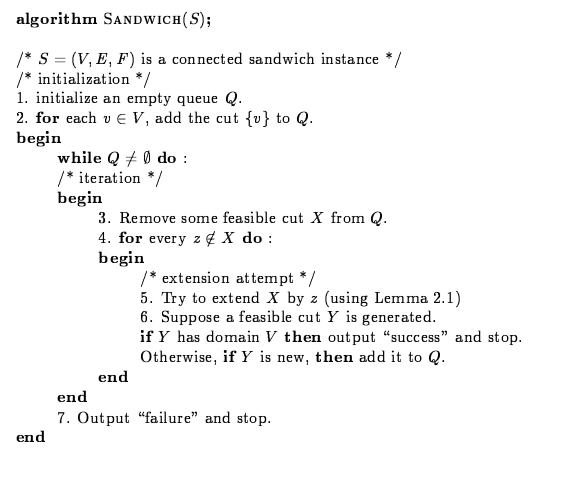 algorithm SANDWICH(S);
/* S = (V, E, F) is a connected sandwich instance */
/* initialization */
1. initialize an empty queue Q.
2. for each v ∈ V, add the cut {v} to Q.
begin
while Q ≠ ∅ do :
/* iteration */
begin
3. Remove some feasible cut X from Q.
4. for every z ∉ X do :
begin
/* extension attempt */
5. Try to extend X by z (using Lemma 2.1)
6. Suppose a feasible cut Y is generated.
if Y has domain V then output “success” and stop.
Otherwise, if Y is new, then add it to Q.
end
end
7. Output “failure” and stop.
end